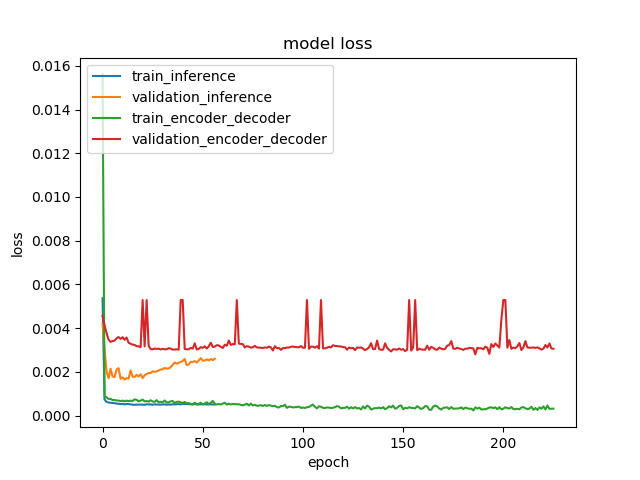 model loss
train_inference
validation_inference
train_encoder_decoder
validation_encoder_decoder
0.016
0.014
0.012
0.010
0.008
0.006
0.004
0.002
0.000
loss
0 50 100 150 200
epoch